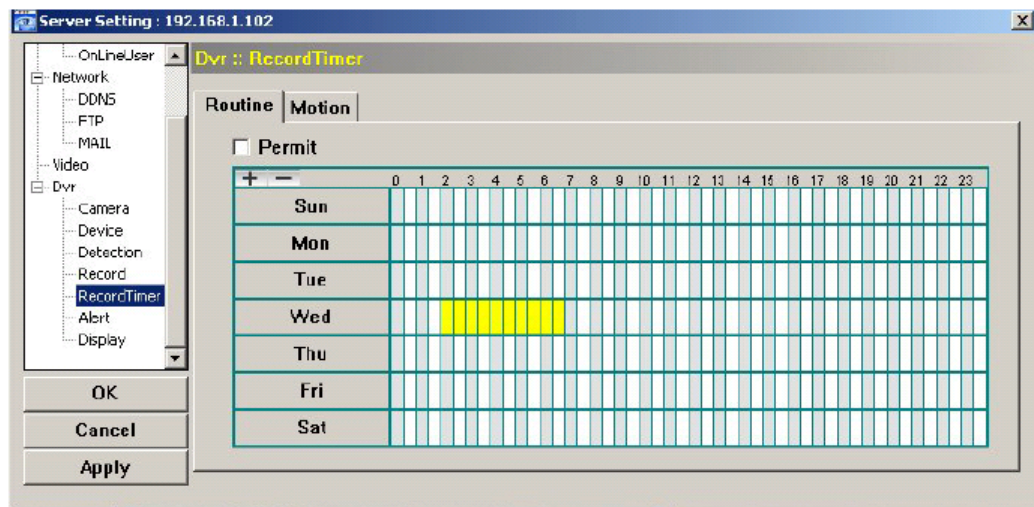 Server Setting : 192.168.1.102
OnLineUser
Network
DDNS
FTP
MAIL
Video
Dvr
Camera
Device
Detection
Record
RecordTimer
Alert
Display
OK
Cancel
Apply
Dvr :: RecordTimer
Routine Motion
Permit
+ − 0 1 2 3 4 5 6 7 8 9 10 11 12 13 14 15 16 17 18 19 20 21 22 23
Sun
Mon
Tue
Wed
Thu
Fri
Sat